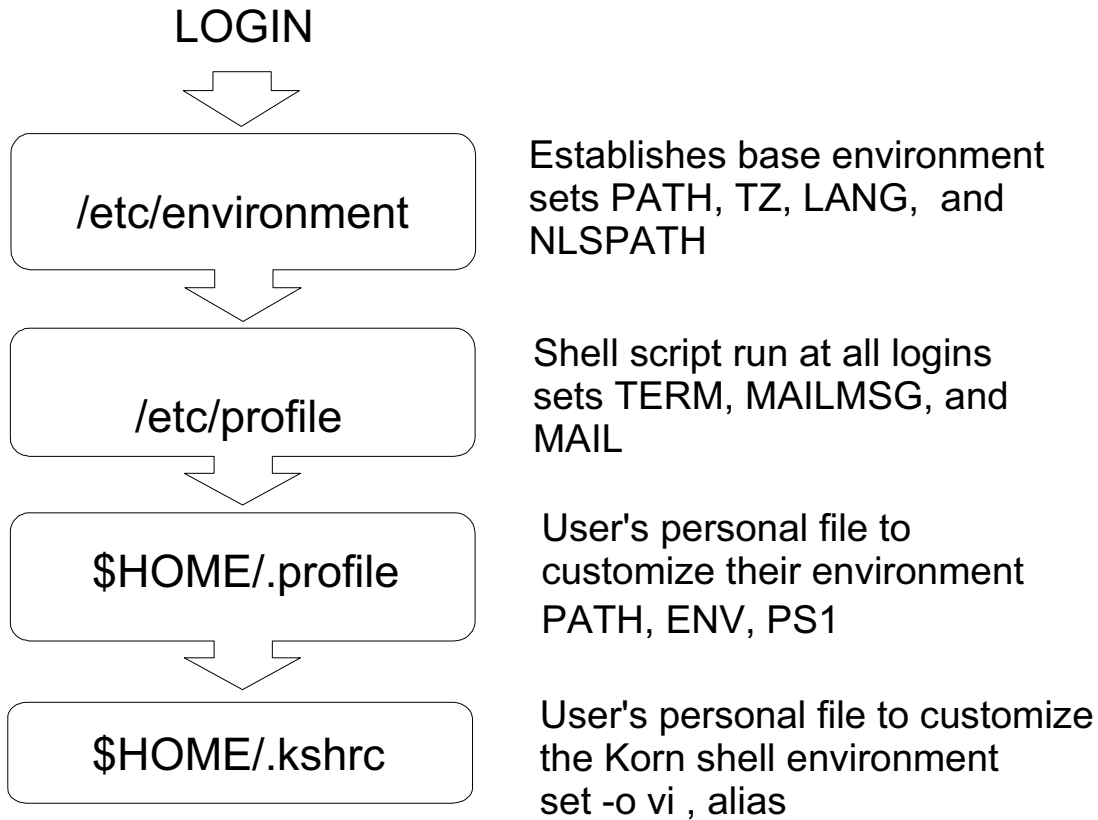 LOGIN
/etc/environment
Establishes base environment
sets PATH, TZ, LANG, and
NLSPATH
/etc/profile
Shell script run at all logins
sets TERM, MAILMSG, and
MAIL
$HOME/.profile
User's personal file to
customize their environment
PATH, ENV, PS1
$HOME/.kshrc
User's personal file to customize
the Korn shell environment
set -o vi , alias